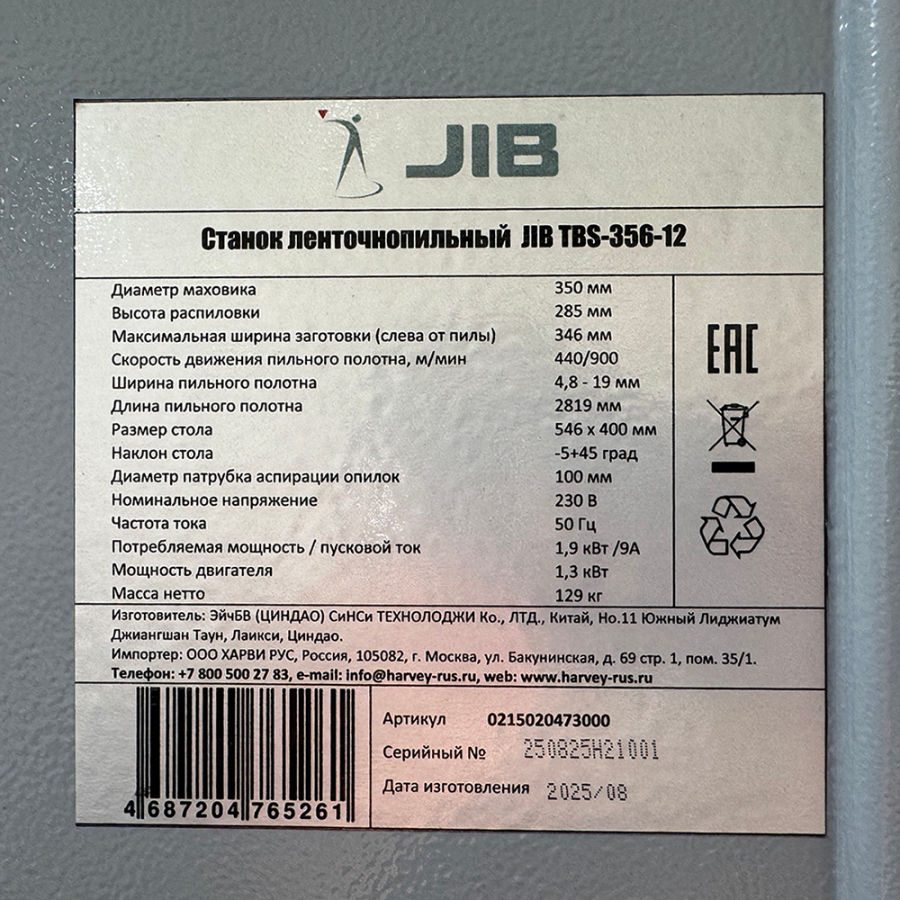 JIB
Станок ленточнопильный JIB TBS-356-12
Диаметр маховика 350 мм
Высота распиловки 285 мм
Максимальная ширина заготовки (слева от пилы) 346 мм
Скорость движения пильного полотна, м/мин 440/900
Ширина пильного полотна 4,8 - 19 мм
Длина пильного полотна 2819 мм
Размер стола 546 x 400 мм
Наклон стола -5+45 град
Диаметр патрубка аспирации опилок 100 мм
Номинальное напряжение 230 В
Частота тока 50 Гц
Потребляемая мощность / пусковой ток 1,9 кВт /9А
Мощность двигателя 1,3 кВт
Масса нетто 129 кг
EAC
Изготовитель: ЭйчБВ (ЦИНДАО) СиНСи ТЕХНОЛОДЖИ Ко., ЛТД., Китай, Но.11 Южный Лиджиатум
Джиангшан Таун, Лаикси, Циндао.
Импортер: ООО ХАРВИ РУС, Россия, 105082, г. Москва, ул. Бакунинская, д. 69 стр. 1, пом. 35/1.
Телефон: +7 800 500 27 83, e-mail: info@harvey-rus.ru, web: www.harvey-rus.ru
Артикул 0215020473000
Серийный № 250825H21001
Дата изготовления 2025/08
4 687204 765261